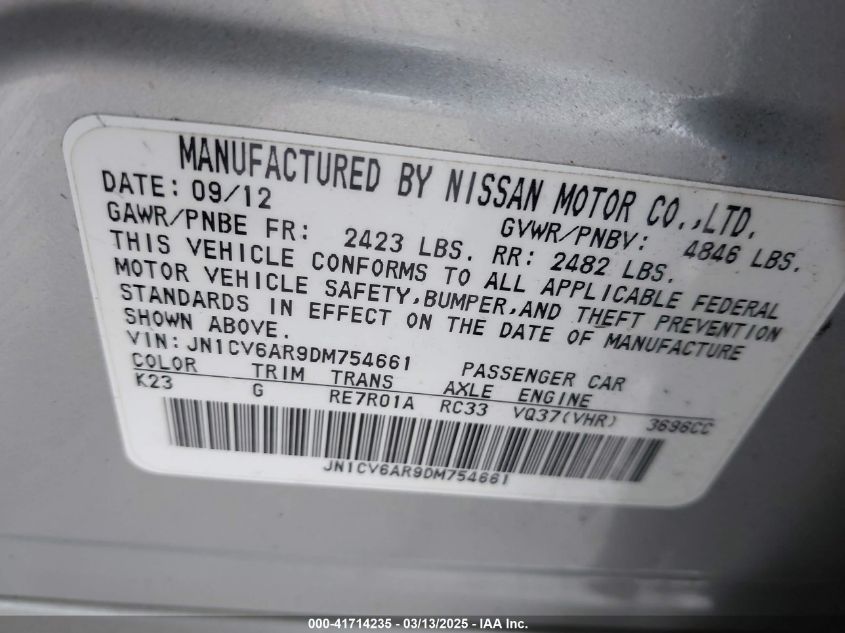 MANUFACTURED BY NISSAN MOTOR CO.,LTD.
DATE: 09/12 GVWR/PNBV: 4846 LBS.
GAWR/PNBE FR: 2423 LBS. RR: 2482 LBS.
THIS VEHICLE CONFORMS TO ALL APPLICABLE FEDERAL
MOTOR VEHICLE SAFETY,BUMPER,AND THEFT PREVENTION
STANDARDS IN EFFECT ON THE DATE OF MANUFACTURE
SHOWN ABOVE.
VIN: JN1CV6AR9DM754661 PASSENGER CAR
COLOR TRIM TRANS AXLE ENGINE
K23 G RE7R01A RC33 VQ37(VHR) 3696CC
JN1CV6AR9DM754661
000-41714235 - 03/13/2025 - IAA Inc.